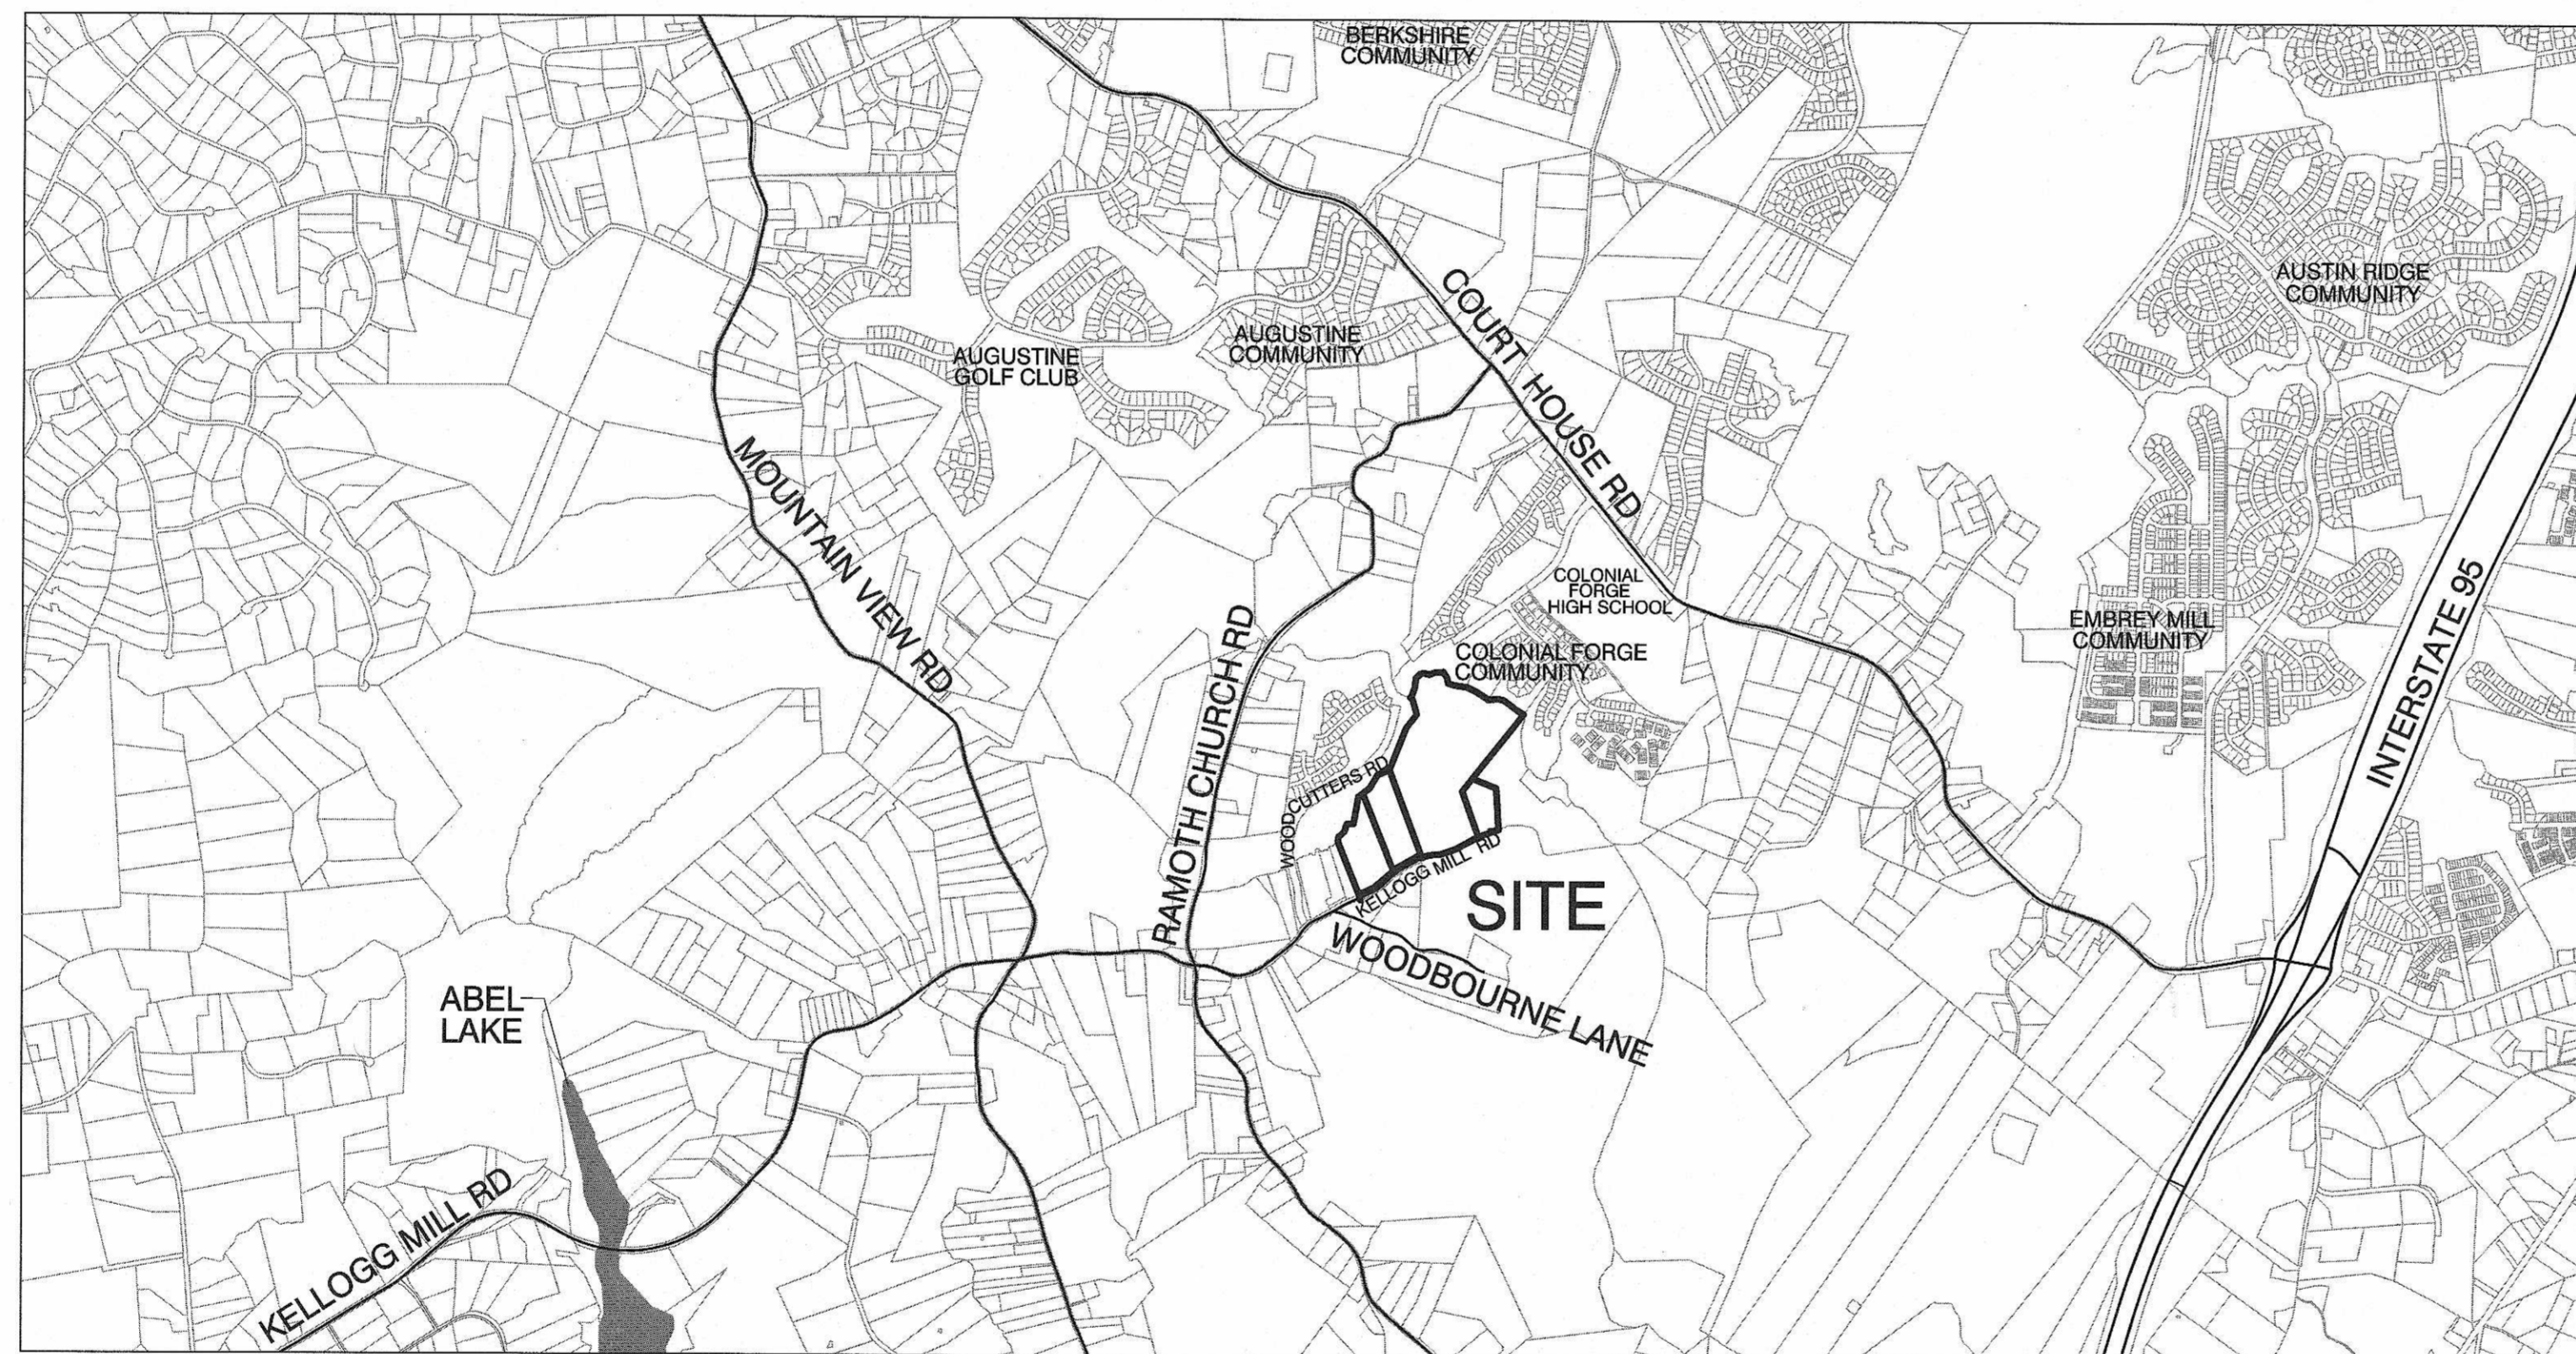 BERKSHIRE
COMMUNITY
AUSTIN RIDGE
COMMUNITY
COURT HOUSE RD
AUGUSTINE
COMMUNITY
AUGUSTINE
GOLF CLUB
MOUNTAIN VIEW RD
COLONIAL
FORGE
HIGH SCHOOL
EMBREY MILL
COMMUNITY
INTERSTATE 95
COLONIAL FORGE
COMMUNITY
RAMOTH CHURCH RD
WOODCUTTERS RD
KELLOGG MILL RD
SITE
WOODBOURNE LANE
ABEL
LAKE
KELLOGG MILL RD